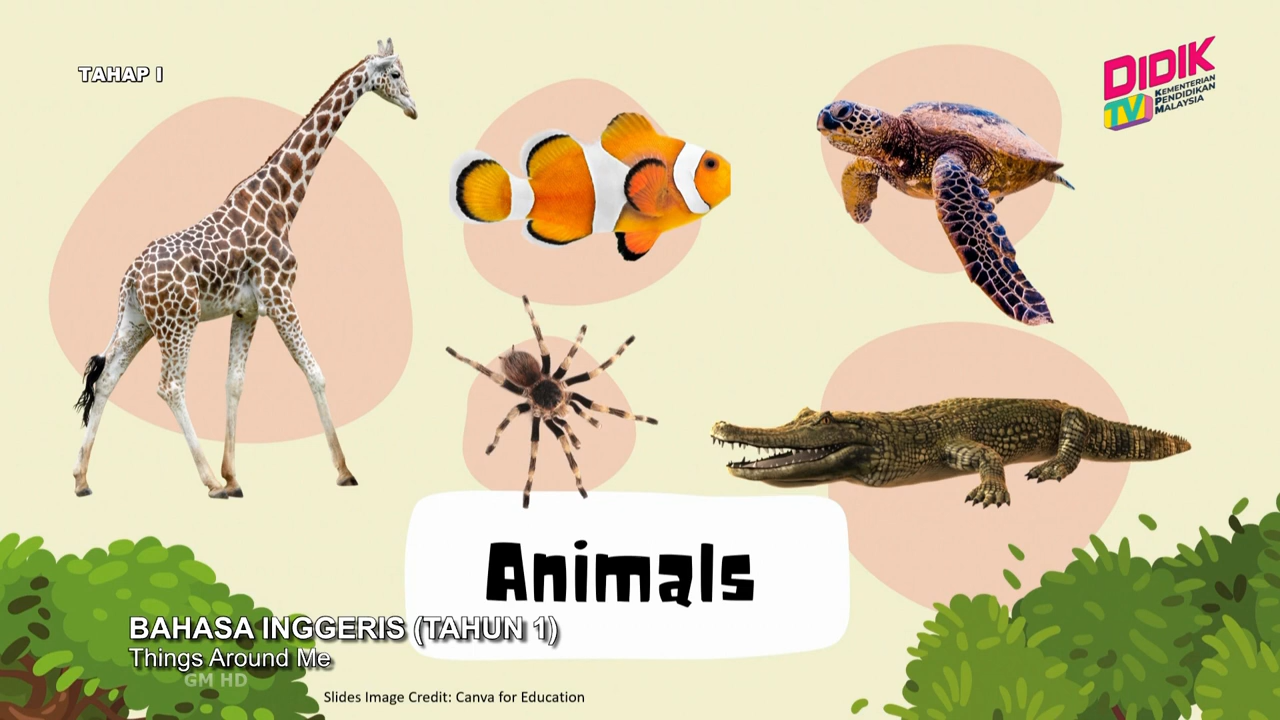 TAHAP I
DIDIK
TV
KEMENTERIAN
PENDIDIKAN
MALAYSIA
Animals
BAHASA INGGERIS (TAHUN 1)
Things Around Me
GM HD
Slides Image Credit: Canva for Education